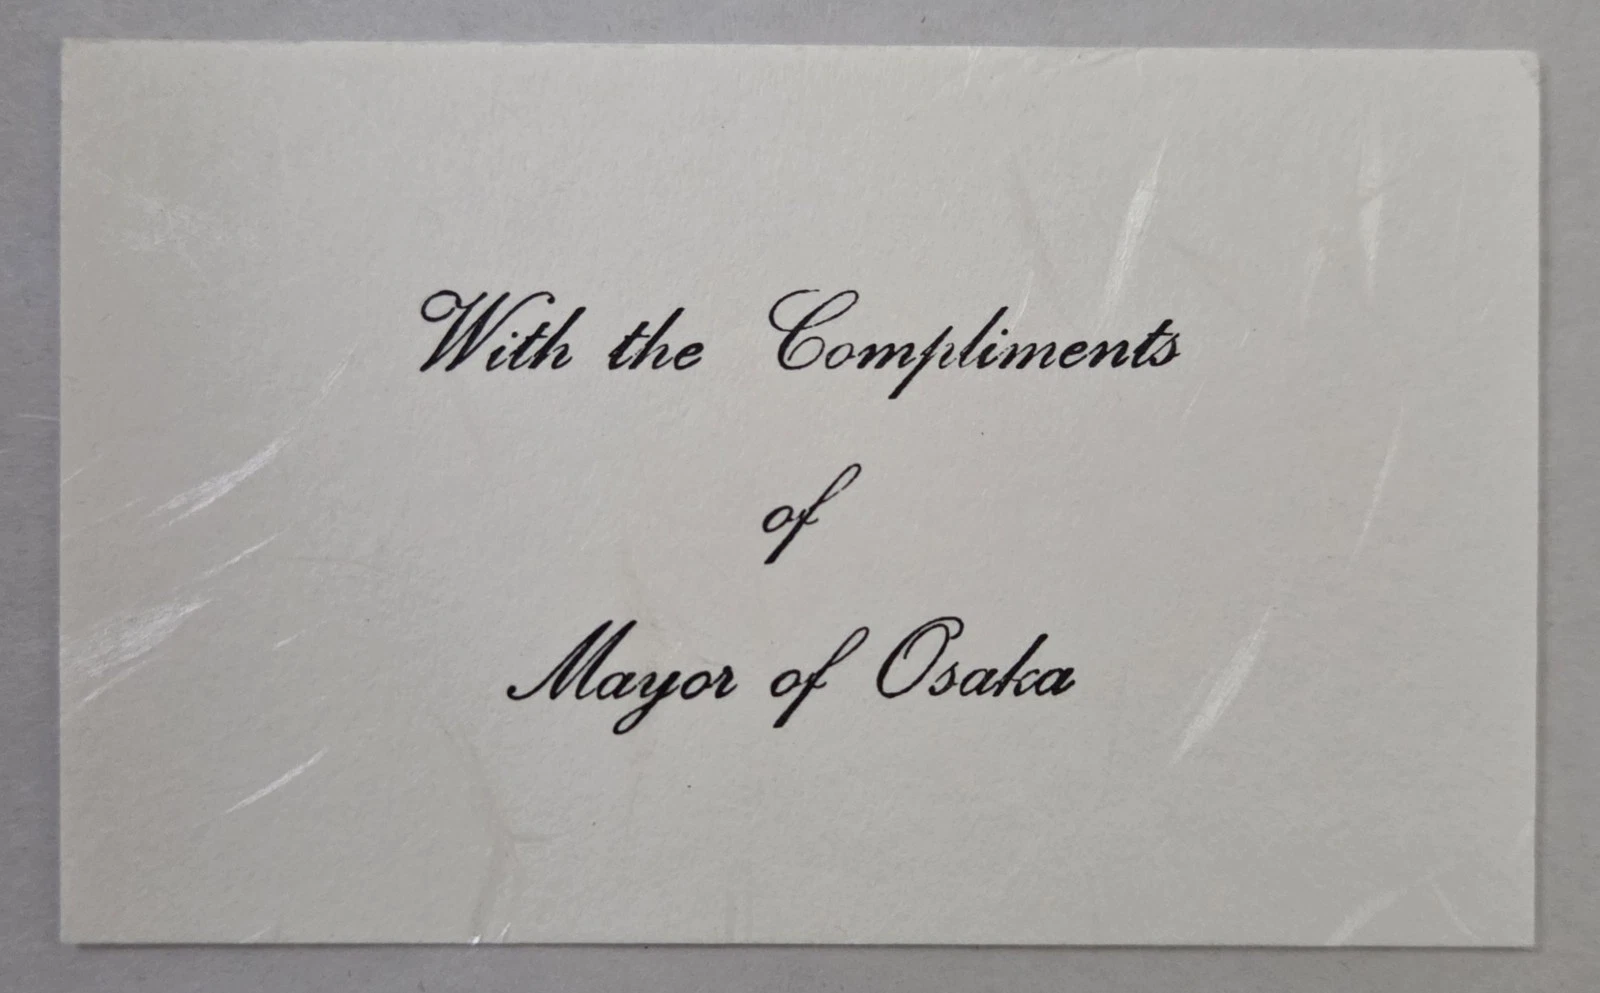 With the Compliments
of
Mayor of Osaka